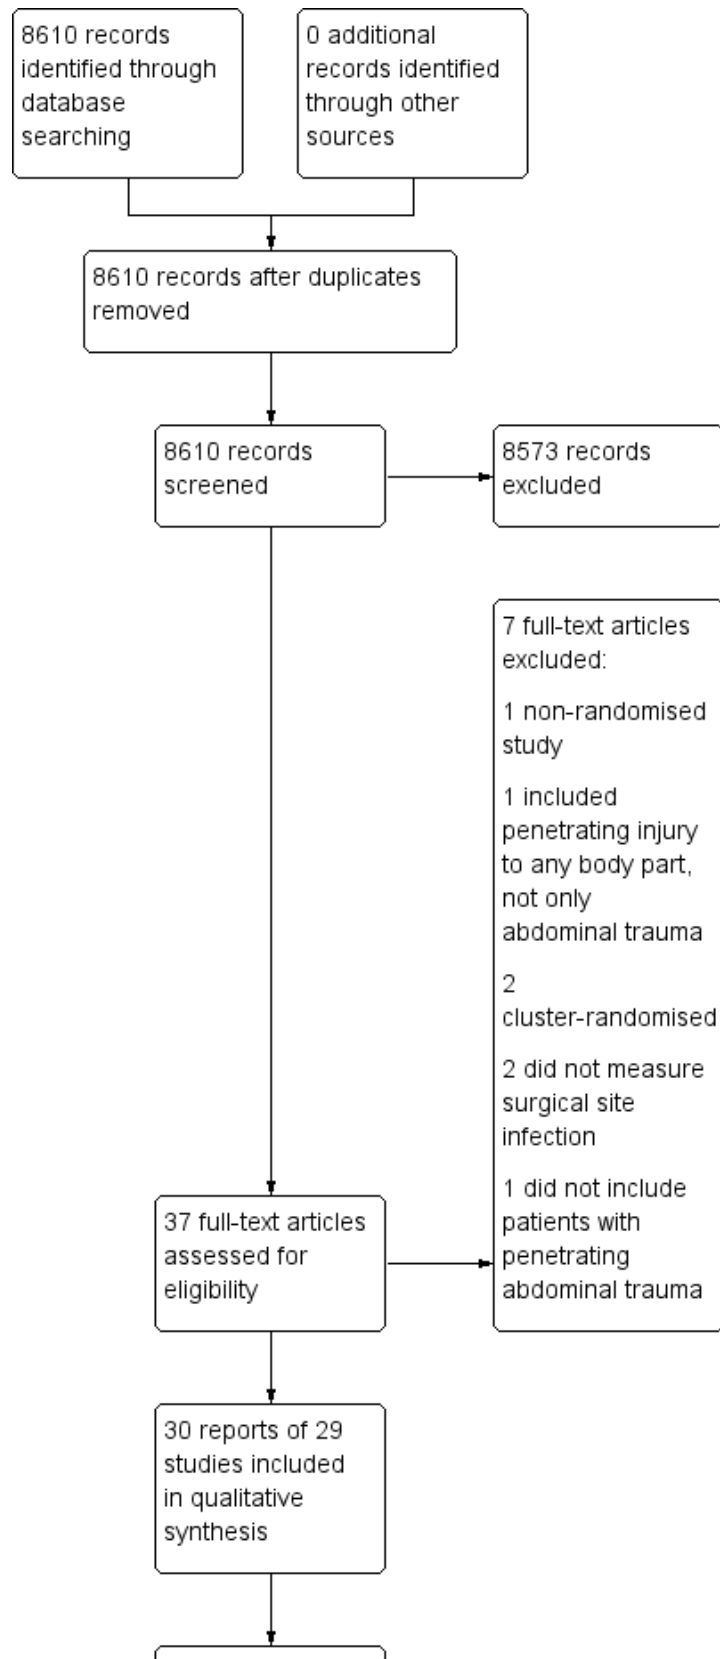 8610 records
identified through
database
searching
0 additional
records identified
through other
sources
8610 records after duplicates
removed
8610 records
screened
8573 records
excluded
7 full-text articles
excluded:
1 non-randomised
study
1 included
penetrating injury
to any body part,
not only
abdominal trauma
2
cluster-randomised
2 did not measure
surgical site
infection
1 did not include
patients with
penetrating
abdominal trauma
37 full-text articles
assessed for
eligibility
30 reports of 29
studies included
in qualitative
synthesis